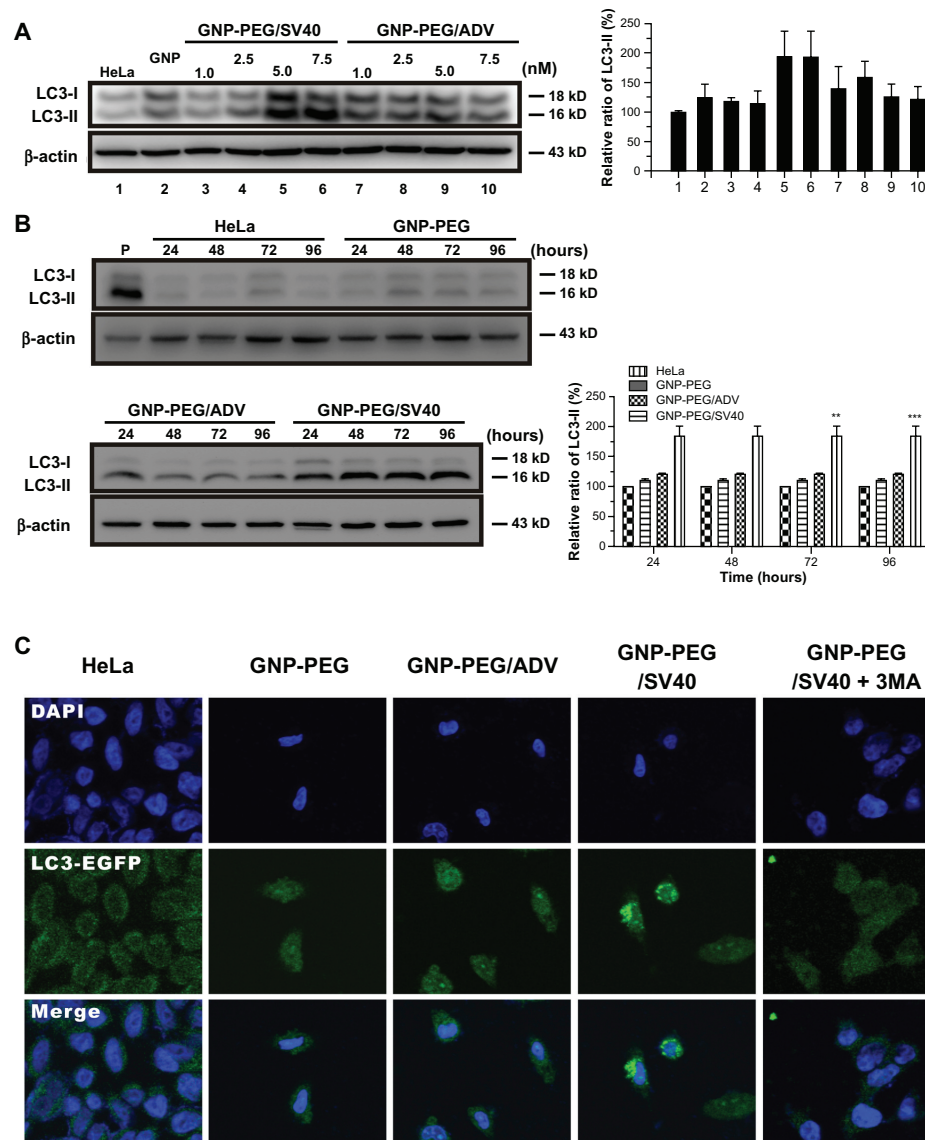 A
GNP-PEG/SV40 GNP-PEG/ADV
HeLa GNP 1.0 2.5 5.0 7.5 1.0 2.5 5.0 7.5 (nM)
LC3-I 18 kD
LC3-II 16 kD
β-actin 43 kD
1 2 3 4 5 6 7 8 9 10
Relative ratio of LC3-II (%)
250
200
150
100
50
0
1 2 3 4 5 6 7 8 9 10
B
HeLa GNP-PEG
P 24 48 72 96 24 48 72 96 (hours)
LC3-I 18 kD
LC3-II 16 kD
β-actin 43 kD
GNP-PEG/ADV GNP-PEG/SV40
24 48 72 96 24 48 72 96 (hours)
LC3-I 18 kD
LC3-II 16 kD
β-actin 43 kD
HeLa
GNP-PEG
GNP-PEG/ADV
GNP-PEG/SV40
Relative ratio of LC3-II (%)
250
200
150
100
50
0
** ***
24 48 72 96
Time (hours)
C
HeLa GNP-PEG GNP-PEG/ADV GNP-PEG /SV40 GNP-PEG /SV40 + 3MA
DAPI
LC3-EGFP
Merge